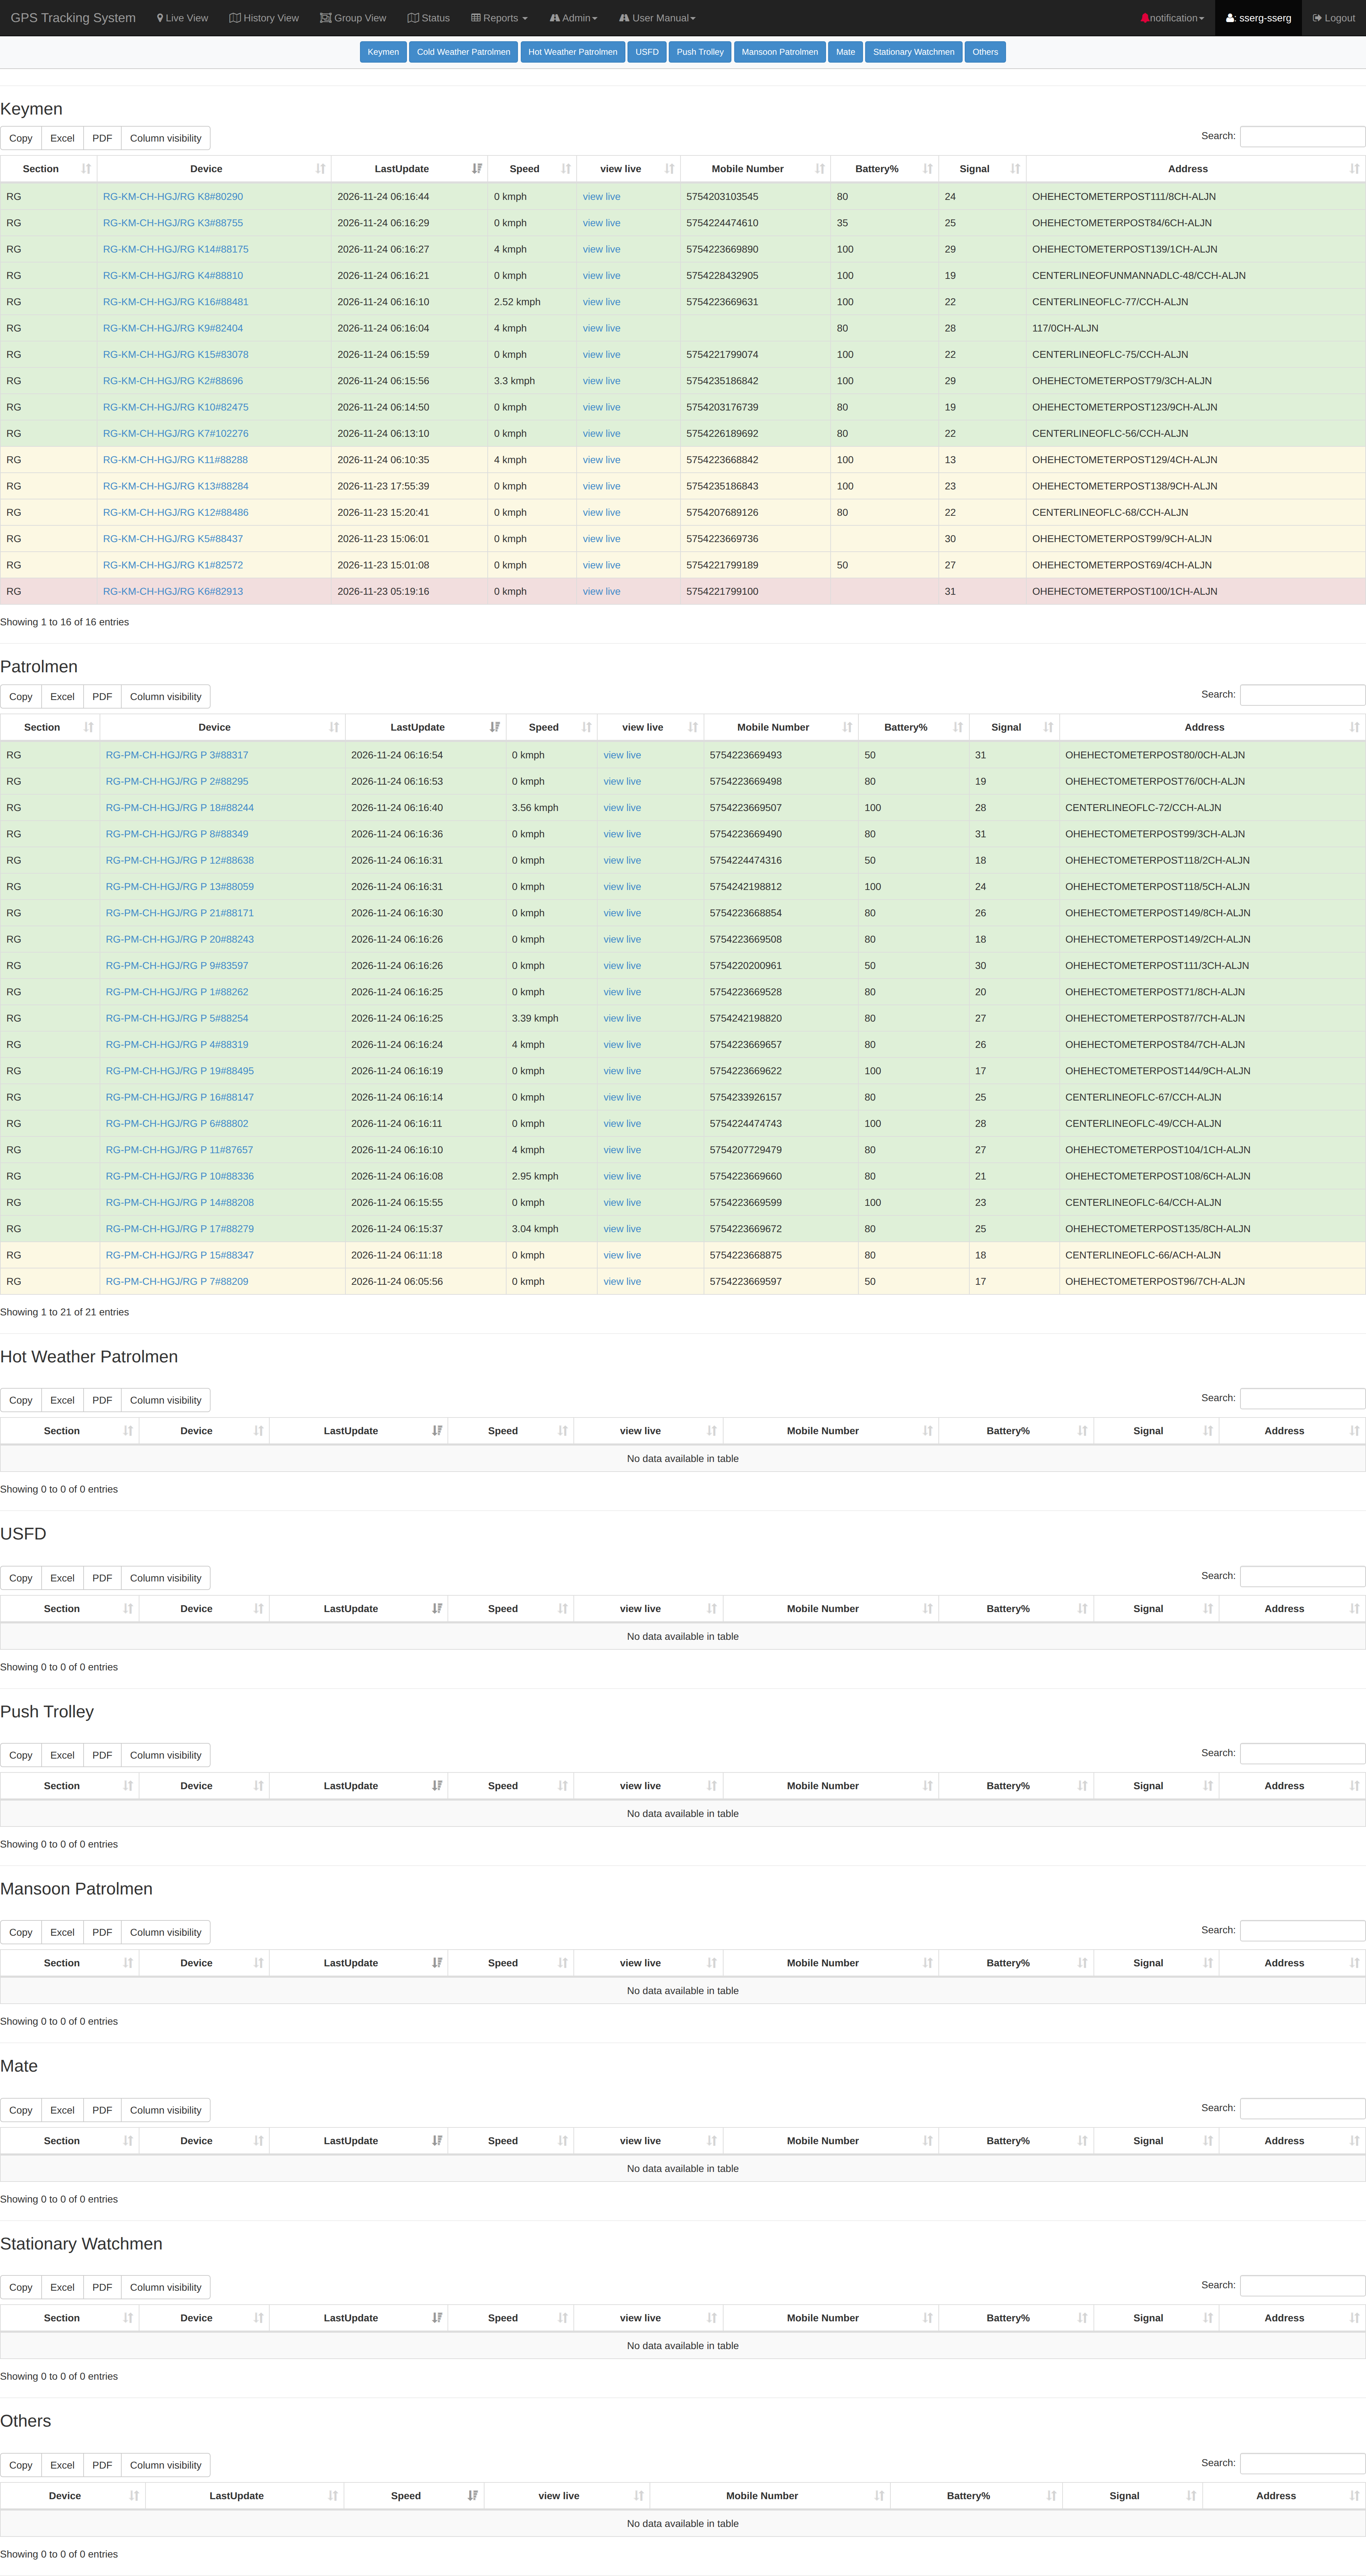 GPS Tracking System Live View History View Group View Status Reports Admin User Manual notification : sserg-sserg Logout
Keymen Cold Weather Patrolmen Hot Weather Patrolmen USFD Push Trolley Mansoon Patrolmen Mate Stationary Watchmen Others
Keymen
Copy Excel PDF Column visibility Search:
Section Device LastUpdate Speed view live Mobile Number Battery% Signal Address
RG RG-KM-CH-HGJ/RG K8#80290 2026-11-24 06:16:44 0 kmph view live 5754203103545 80 24 OHEHECTOMETERPOST111/8CH-ALJN
RG RG-KM-CH-HGJ/RG K3#88755 2026-11-24 06:16:29 0 kmph view live 5754224474610 35 25 OHEHECTOMETERPOST84/6CH-ALJN
RG RG-KM-CH-HGJ/RG K14#88175 2026-11-24 06:16:27 4 kmph view live 5754223669890 100 29 OHEHECTOMETERPOST139/1CH-ALJN
RG RG-KM-CH-HGJ/RG K4#88810 2026-11-24 06:16:21 0 kmph view live 5754228432905 100 19 CENTERLINEOFUNMANNADLC-48/CCH-ALJN
RG RG-KM-CH-HGJ/RG K16#88481 2026-11-24 06:16:10 2.52 kmph view live 5754223669631 100 22 CENTERLINEOFLC-77/CCH-ALJN
RG RG-KM-CH-HGJ/RG K9#82404 2026-11-24 06:16:04 4 kmph view live 80 28 117/0CH-ALJN
RG RG-KM-CH-HGJ/RG K15#83078 2026-11-24 06:15:59 0 kmph view live 5754221799074 100 22 CENTERLINEOFLC-75/CCH-ALJN
RG RG-KM-CH-HGJ/RG K2#88696 2026-11-24 06:15:56 3.3 kmph view live 5754235186842 100 29 OHEHECTOMETERPOST79/3CH-ALJN
RG RG-KM-CH-HGJ/RG K10#82475 2026-11-24 06:14:50 0 kmph view live 5754203176739 80 19 OHEHECTOMETERPOST123/9CH-ALJN
RG RG-KM-CH-HGJ/RG K7#102276 2026-11-24 06:13:10 0 kmph view live 5754226189692 80 22 CENTERLINEOFLC-56/CCH-ALJN
RG RG-KM-CH-HGJ/RG K11#88288 2026-11-24 06:10:35 4 kmph view live 5754223668842 100 13 OHEHECTOMETERPOST129/4CH-ALJN
RG RG-KM-CH-HGJ/RG K13#88284 2026-11-23 17:55:39 0 kmph view live 5754235186843 100 23 OHEHECTOMETERPOST138/9CH-ALJN
RG RG-KM-CH-HGJ/RG K12#88486 2026-11-23 15:20:41 0 kmph view live 5754207689126 80 22 CENTERLINEOFLC-68/CCH-ALJN
RG RG-KM-CH-HGJ/RG K5#88437 2026-11-23 15:06:01 0 kmph view live 5754223669736 30 OHEHECTOMETERPOST99/9CH-ALJN
RG RG-KM-CH-HGJ/RG K1#82572 2026-11-23 15:01:08 0 kmph view live 5754221799189 50 27 OHEHECTOMETERPOST69/4CH-ALJN
RG RG-KM-CH-HGJ/RG K6#82913 2026-11-23 05:19:16 0 kmph view live 5754221799100 31 OHEHECTOMETERPOST100/1CH-ALJN
Showing 1 to 16 of 16 entries
Patrolmen
Copy Excel PDF Column visibility Search:
Section Device LastUpdate Speed view live Mobile Number Battery% Signal Address
RG RG-PM-CH-HGJ/RG P 3#88317 2026-11-24 06:16:54 0 kmph view live 5754223669493 50 31 OHEHECTOMETERPOST80/0CH-ALJN
RG RG-PM-CH-HGJ/RG P 2#88295 2026-11-24 06:16:53 0 kmph view live 5754223669498 80 19 OHEHECTOMETERPOST76/0CH-ALJN
RG RG-PM-CH-HGJ/RG P 18#88244 2026-11-24 06:16:40 3.56 kmph view live 5754223669507 100 28 CENTERLINEOFLC-72/CCH-ALJN
RG RG-PM-CH-HGJ/RG P 8#88349 2026-11-24 06:16:36 0 kmph view live 5754223669490 80 31 OHEHECTOMETERPOST99/3CH-ALJN
RG RG-PM-CH-HGJ/RG P 12#88638 2026-11-24 06:16:31 0 kmph view live 5754224474316 50 18 OHEHECTOMETERPOST118/2CH-ALJN
RG RG-PM-CH-HGJ/RG P 13#88059 2026-11-24 06:16:31 0 kmph view live 5754242198812 100 24 OHEHECTOMETERPOST118/5CH-ALJN
RG RG-PM-CH-HGJ/RG P 21#88171 2026-11-24 06:16:30 0 kmph view live 5754223668854 80 26 OHEHECTOMETERPOST149/8CH-ALJN
RG RG-PM-CH-HGJ/RG P 20#88243 2026-11-24 06:16:26 0 kmph view live 5754223669508 80 18 OHEHECTOMETERPOST149/2CH-ALJN
RG RG-PM-CH-HGJ/RG P 9#83597 2026-11-24 06:16:26 0 kmph view live 5754220200961 50 30 OHEHECTOMETERPOST111/3CH-ALJN
RG RG-PM-CH-HGJ/RG P 1#88262 2026-11-24 06:16:25 0 kmph view live 5754223669528 80 20 OHEHECTOMETERPOST71/8CH-ALJN
RG RG-PM-CH-HGJ/RG P 5#88254 2026-11-24 06:16:25 3.39 kmph view live 5754242198820 80 27 OHEHECTOMETERPOST87/7CH-ALJN
RG RG-PM-CH-HGJ/RG P 4#88319 2026-11-24 06:16:24 4 kmph view live 5754223669657 80 26 OHEHECTOMETERPOST84/7CH-ALJN
RG RG-PM-CH-HGJ/RG P 19#88495 2026-11-24 06:16:19 0 kmph view live 5754223669622 100 17 OHEHECTOMETERPOST144/9CH-ALJN
RG RG-PM-CH-HGJ/RG P 16#88147 2026-11-24 06:16:14 0 kmph view live 5754233926157 80 25 CENTERLINEOFLC-67/CCH-ALJN
RG RG-PM-CH-HGJ/RG P 6#88802 2026-11-24 06:16:11 0 kmph view live 5754224474743 100 28 CENTERLINEOFLC-49/CCH-ALJN
RG RG-PM-CH-HGJ/RG P 11#87657 2026-11-24 06:16:10 4 kmph view live 5754207729479 80 27 OHEHECTOMETERPOST104/1CH-ALJN
RG RG-PM-CH-HGJ/RG P 10#88336 2026-11-24 06:16:08 2.95 kmph view live 5754223669660 80 21 OHEHECTOMETERPOST108/6CH-ALJN
RG RG-PM-CH-HGJ/RG P 14#88208 2026-11-24 06:15:55 0 kmph view live 5754223669599 100 23 CENTERLINEOFLC-64/CCH-ALJN
RG RG-PM-CH-HGJ/RG P 17#88279 2026-11-24 06:15:37 3.04 kmph view live 5754223669672 80 25 OHEHECTOMETERPOST135/8CH-ALJN
RG RG-PM-CH-HGJ/RG P 15#88347 2026-11-24 06:11:18 0 kmph view live 5754223668875 80 18 CENTERLINEOFLC-66/ACH-ALJN
RG RG-PM-CH-HGJ/RG P 7#88209 2026-11-24 06:05:56 0 kmph view live 5754223669597 50 17 OHEHECTOMETERPOST96/7CH-ALJN
Showing 1 to 21 of 21 entries
Hot Weather Patrolmen
Copy Excel PDF Column visibility Search:
Section Device LastUpdate Speed view live Mobile Number Battery% Signal Address
No data available in table
Showing 0 to 0 of 0 entries
USFD
Copy Excel PDF Column visibility Search:
Section Device LastUpdate Speed view live Mobile Number Battery% Signal Address
No data available in table
Showing 0 to 0 of 0 entries
Push Trolley
Copy Excel PDF Column visibility Search:
Section Device LastUpdate Speed view live Mobile Number Battery% Signal Address
No data available in table
Showing 0 to 0 of 0 entries
Mansoon Patrolmen
Copy Excel PDF Column visibility Search:
Section Device LastUpdate Speed view live Mobile Number Battery% Signal Address
No data available in table
Showing 0 to 0 of 0 entries
Mate
Copy Excel PDF Column visibility Search:
Section Device LastUpdate Speed view live Mobile Number Battery% Signal Address
No data available in table
Showing 0 to 0 of 0 entries
Stationary Watchmen
Copy Excel PDF Column visibility Search:
Section Device LastUpdate Speed view live Mobile Number Battery% Signal Address
No data available in table
Showing 0 to 0 of 0 entries
Others
Copy Excel PDF Column visibility Search:
Device LastUpdate Speed view live Mobile Number Battery% Signal Address
No data available in table
Showing 0 to 0 of 0 entries